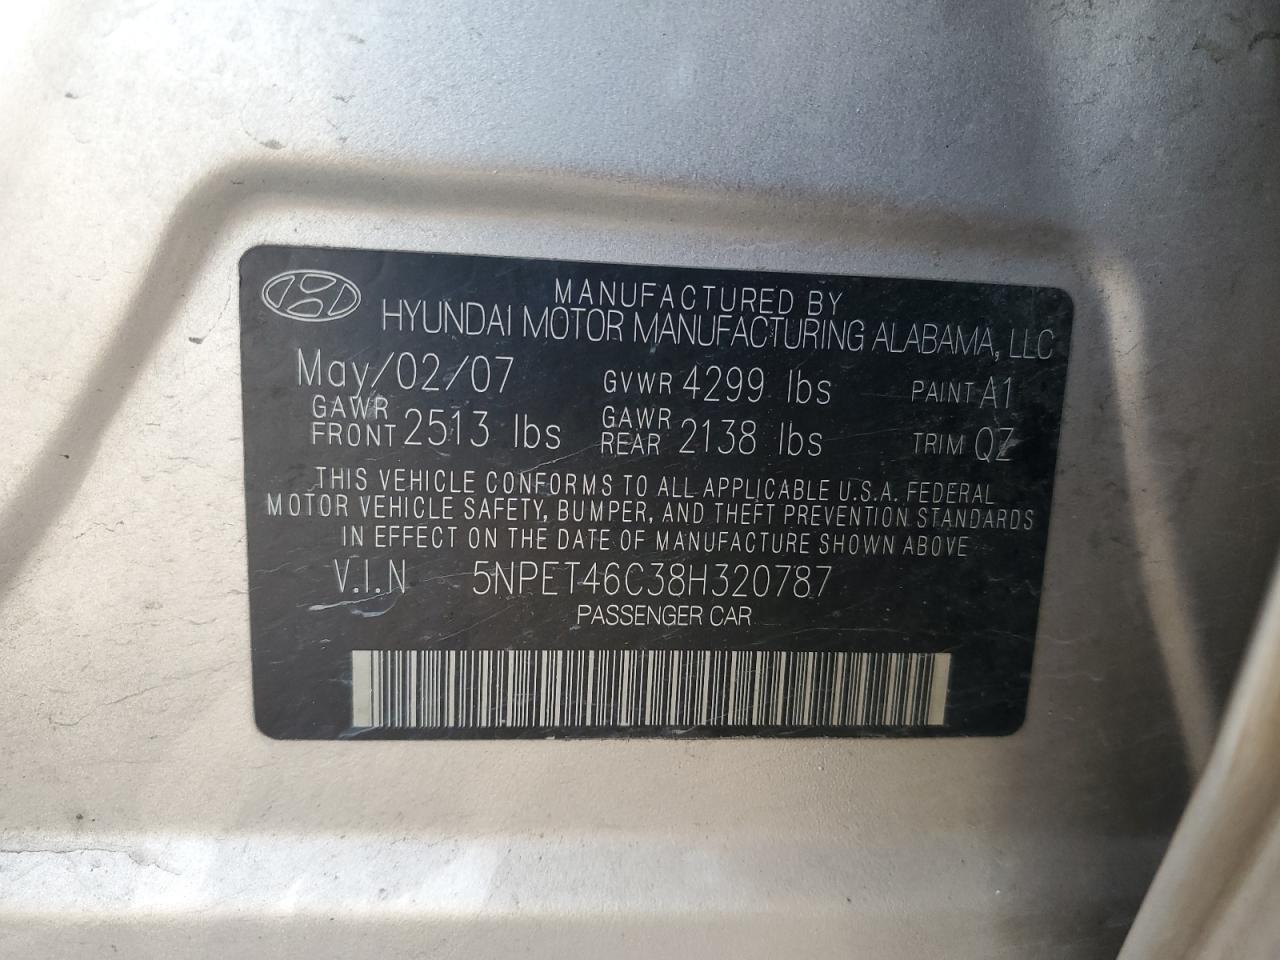 MANUFACTURED BY
HYUNDAI MOTOR MANUFACTURING ALABAMA, LLC
May/02/07 GVWR 4299 lbs PAINT A1
GAWR FRONT 2513 lbs GAWR REAR 2138 lbs TRIM QZ
THIS VEHICLE CONFORMS TO ALL APPLICABLE U.S.A. FEDERAL
MOTOR VEHICLE SAFETY, BUMPER, AND THEFT PREVENTION STANDARDS
IN EFFECT ON THE DATE OF MANUFACTURE SHOWN ABOVE
V.I.N 5NPET46C38H320787
PASSENGER CAR